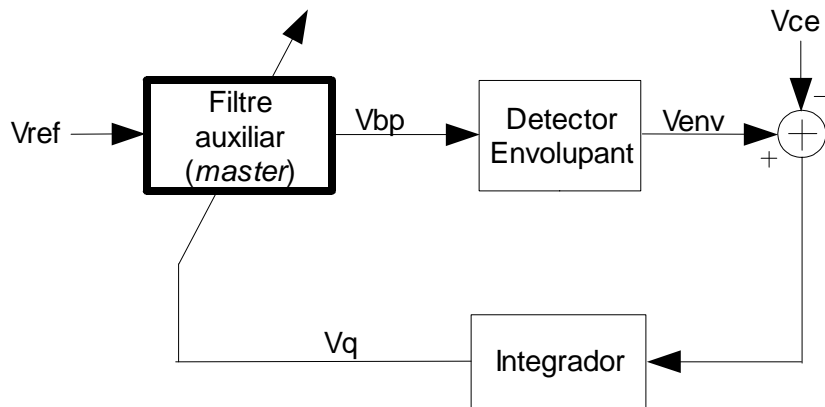 Vce
Vref
Filtre
auxiliar
(master)
Vbp
Detector
Envolupant
Venv
−
+
+
Vq
Integrador